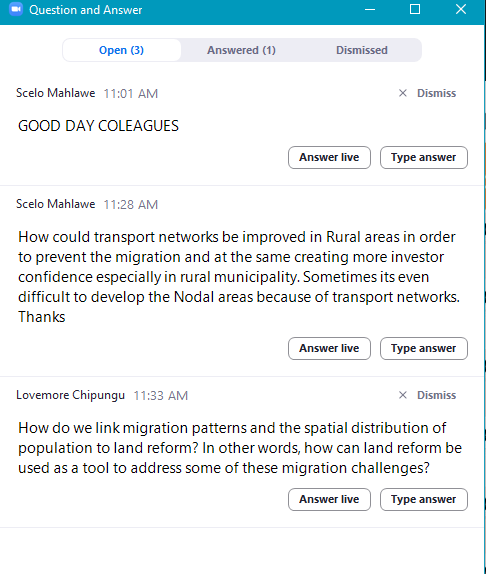 Question and Answer
Open (3)
Answered (1)
Dismissed
Scelo Mahlawe 11:01 AM
Dismiss
GOOD DAY COLEAGUES
Answer live
Type answer
Scelo Mahlawe 11:28 AM
How could transport networks be improved in Rural areas in order
to prevent the migration and at the same creating more investor
confidence especially in rural municipality. Sometimes its even
difficult to develop the Nodal areas because of transport networks.
Thanks
Answer live
Type answer
Lovemore Chipungu 11:33 AM
Dismiss
How do we link migration patterns and the spatial distribution of
population to land reform? In other words, how can land reform be
used as a tool to address some of these migration challenges?
Answer live
Type answer